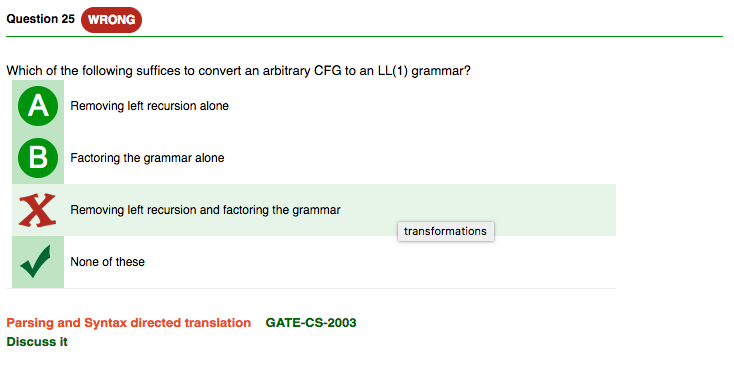 Question 25 WRONG
Which of the following suffices to convert an arbitrary CFG to an LL(1) grammar?
A Removing left recursion alone
B Factoring the grammar alone
X Removing left recursion and factoring the grammar
transformations
None of these
Parsing and Syntax directed translation GATE-CS-2003
Discuss it